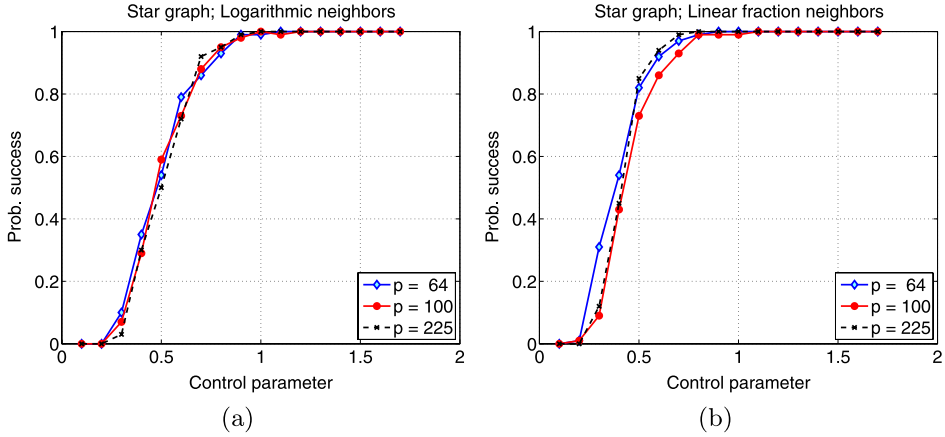 Star graph; Logarithmic neighbors
1
0.8
0.6
0.4
0.2
0
Prob. success
0
0.5
1
1.5
2
Control parameter
p = 64
p = 100
p = 225
(a)
Star graph; Linear fraction neighbors
1
0.8
0.6
0.4
0.2
0
Prob. success
0
0.5
1
1.5
2
Control parameter
p = 64
p = 100
p = 225
(b)